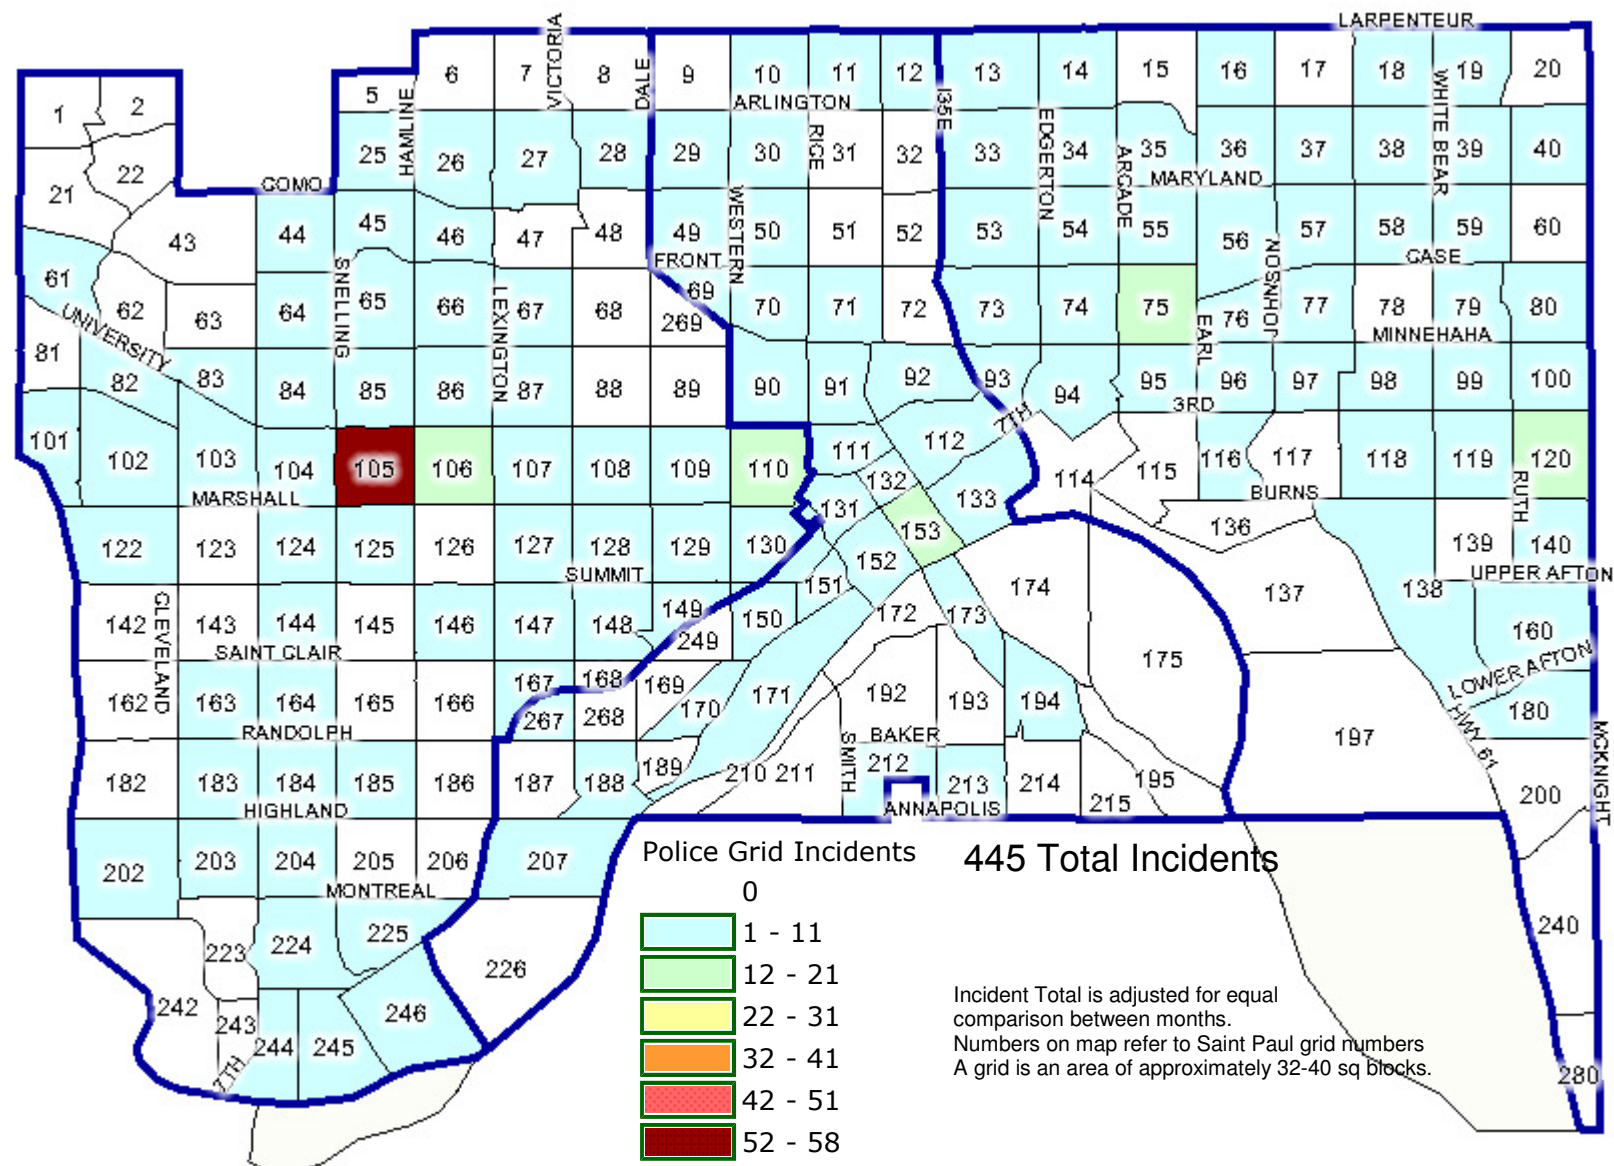 LARPENTEUR
6 7 VICTORIA 8 DALE 9 10 11 12 13 14 15 16 17 18 WHITE BEAR 19 20
1 2 5 HAMLINE ARLINGTON I35E
21 22 COMO 25 26 27 28 29 30 RICE 31 32 33 EDGERTON 34 ARCADE 35 36 37 38 39 40
MARYLAND
43 44 45 46 47 48 49 WESTERN 50 51 52 53 54 55 56 57 58 59 60
FRONT JOHNSON CASE
61 62 63 64 SNELLING 65 66 LEXINGTON 67 68 69 269 70 71 72 73 74 75 EARL 76 77 78 79 80
UNIVERSITY MINNEHAHA
81 82 83 84 85 86 87 88 89 90 91 92 93 94 95 96 97 98 99 100
7TH 3RD
101 102 103 104 105 106 107 108 109 110 111 112 132 133 114 115 116 117 118 119 120
MARSHALL BURNS RUTH
122 123 124 125 126 127 128 129 130 131 153 152 136 139 140
SUMMIT UPPER AFTON
142 CLEVELAND 143 144 145 146 147 148 149 249 150 151 172 173 174 137 138 160
SAINT CLAIR LOWER AFTON
162 163 164 165 166 167 267 168 268 169 170 171 192 193 194 175 180
RANDOLPH SMITH BAKER 197 HWY 61 MCKNIGHT
182 183 184 185 186 187 188 189 210 211 212 213 214 215 195 200
HIGHLAND ANNAPOLIS
202 203 204 205 206 207
MONTREAL
223 224 225 226 240
242 243 244 245 246 280
7TH
Police Grid Incidents
445 Total Incidents
0
1 - 11
12 - 21
22 - 31
32 - 41
42 - 51
52 - 58
Incident Total is adjusted for equal
comparison between months.
Numbers on map refer to Saint Paul grid numbers
A grid is an area of approximately 32-40 sq blocks.